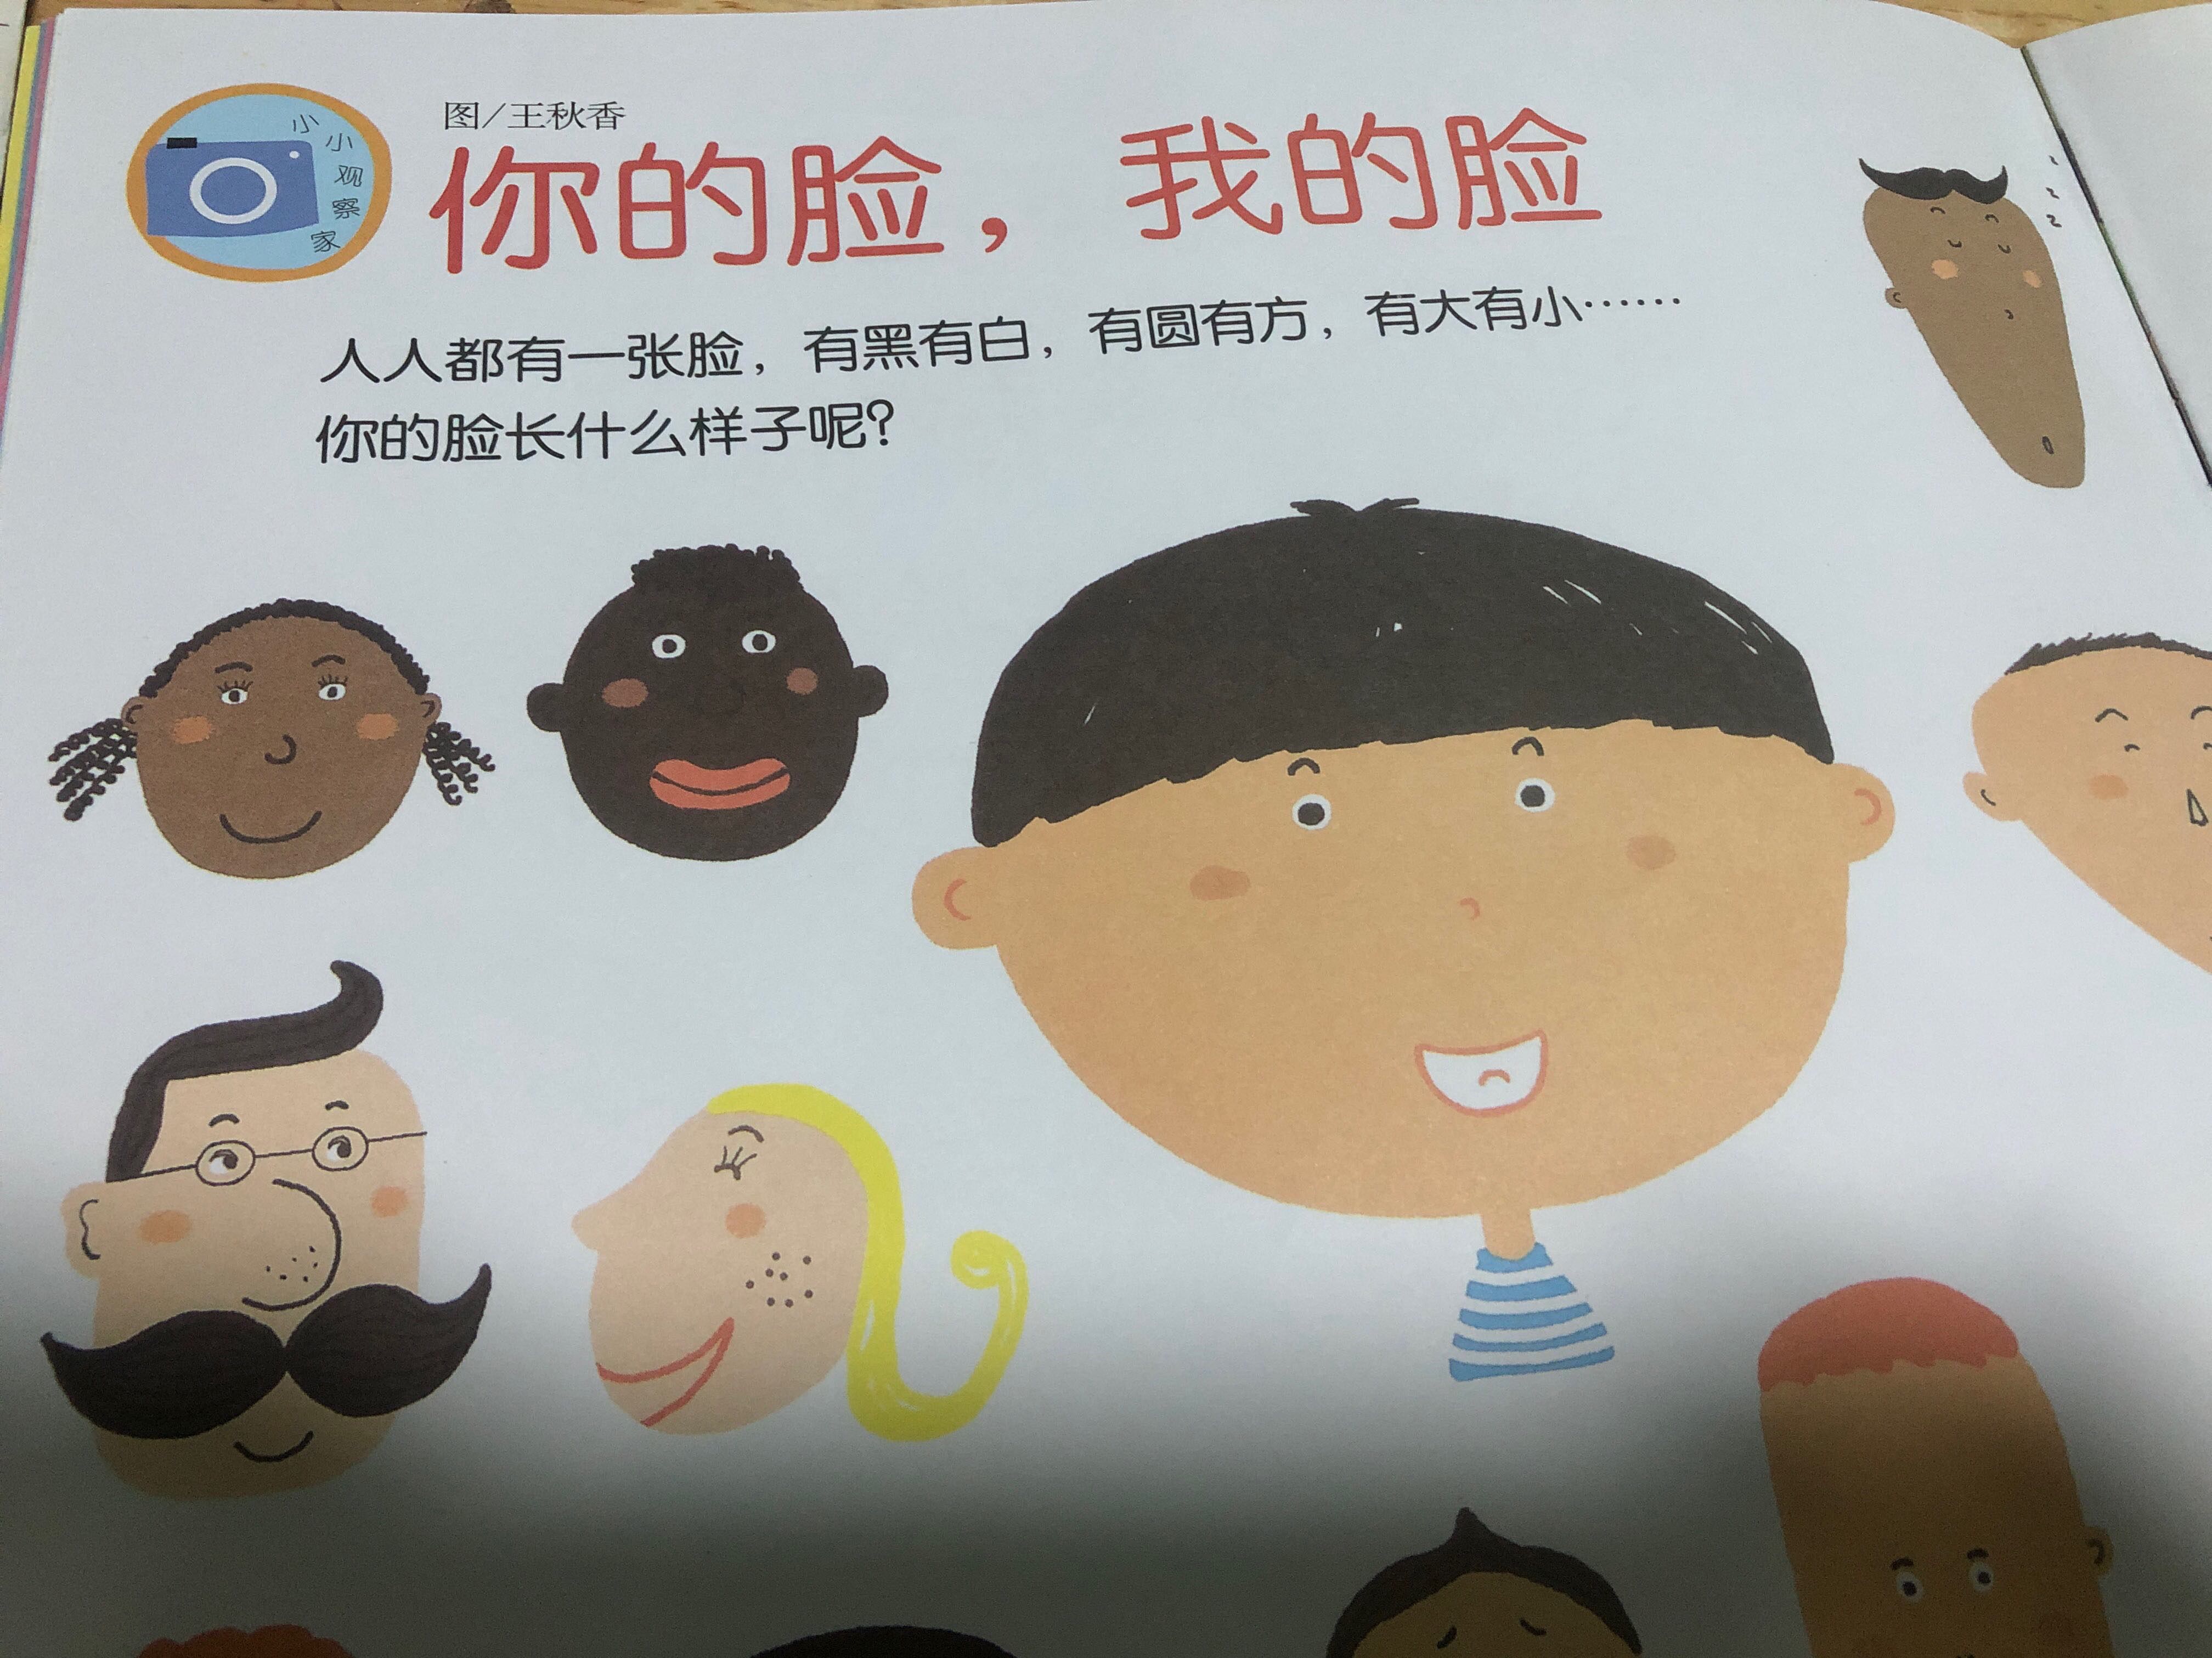 小小观察家
图/王秋香
你的脸，我的脸
人人都有一张脸，有黑有白，有圆有方，有大有小……
你的脸长什么样子呢？